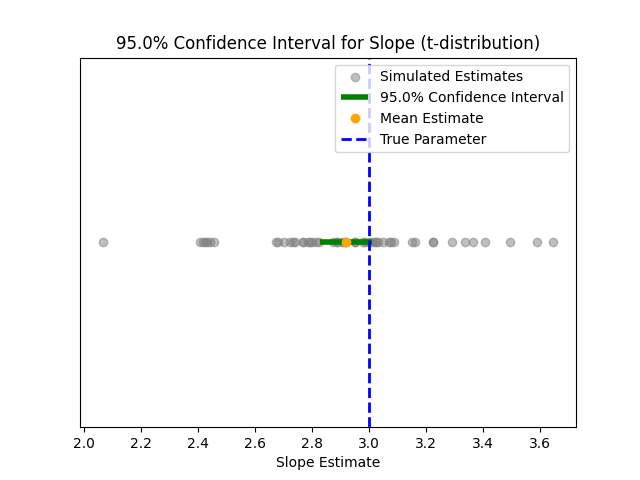 95.0% Confidence Interval for Slope (t-distribution)
Simulated Estimates
95.0% Confidence Interval
Mean Estimate
True Parameter
2.0 2.2 2.4 2.6 2.8 3.0 3.2 3.4 3.6
Slope Estimate